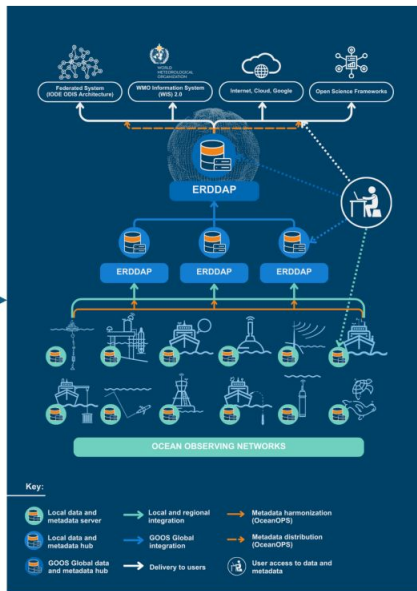 WORLD
METEOROLOGICAL
ORGANIZATION
Federated System
(IODE ODIS Architecture)
WMO Information System
(WIS) 2.0
Internet, Cloud, Google
Open Science Frameworks
ERDDAP
ERDDAP
ERDDAP
ERDDAP
OCEAN OBSERVING NETWORKS
Key:
Local data and
metadata server
Local and regional
integration
Metadata harmonization
(OceanOPS)
Local data and
metadata hub
GOOS Global
integration
Metadata distribution
(OceanOPS)
GOOS Global data
and metadata hub
Delivery to users
User access to data and
metadata